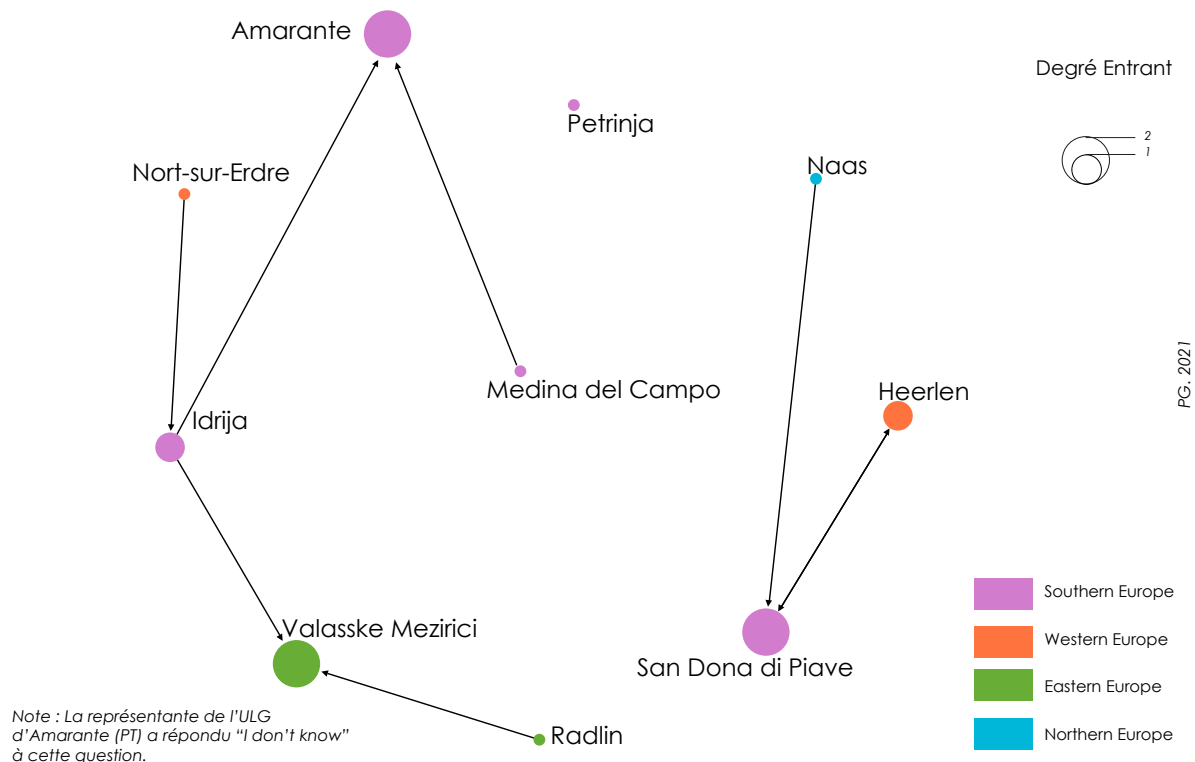 Amarante
Degré Entrant
Petrinja
2
1
Nort-sur-Erdre
Naas
PG. 2021
Medina del Campo
Heerlen
Idrija
Southern Europe
Valasske Mezirici
Western Europe
San Dona di Piave
Eastern Europe
Note : La représentante de l'ULG
d'Amarante (PT) a répondu “I don't know”
à cette question.
Radlin
Northern Europe